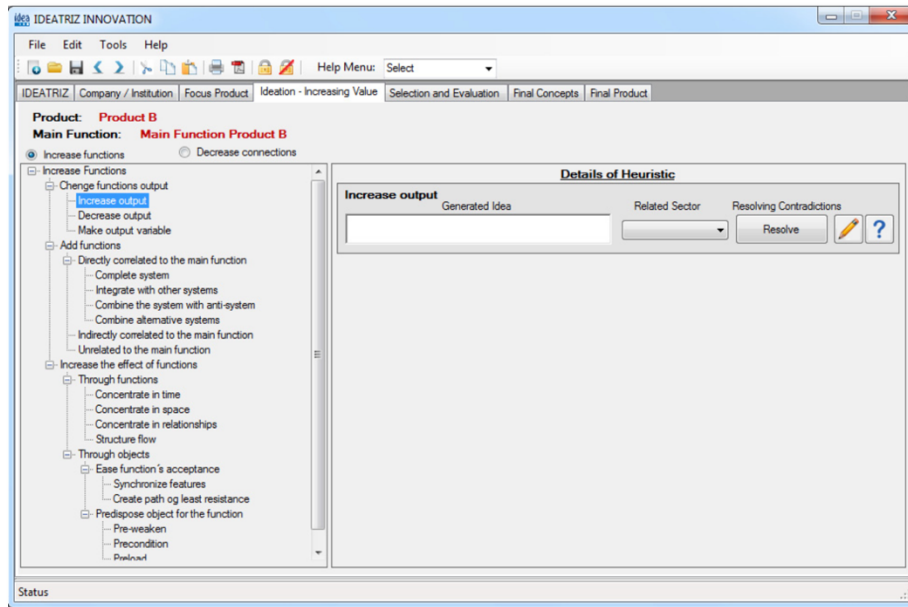 idea IDEATRIZ INNOVATION
File Edit Tools Help
Help Menu: Select
IDEATRIZ Company / Institution Focus Product Ideation - Increasing Value Selection and Evaluation Final Concepts Final Product
Product: Product B
Main Function: Main Function Product B
Increase functions Decrease connections
Increase Functions
Chenge functions output
Increase output
Decrease output
Make output variable
Add functions
Directly correlated to the main function
Complete system
Integrate with other systems
Combine the system with anti-system
Combine alternative systems
Indirectly correlated to the main function
Unrelated to the main function
Increase the effect of functions
Through functions
Concentrate in time
Concentrate in space
Concentrate in relationships
Structure flow
Through objects
Ease function´s acceptance
Synchronize features
Create path og least resistance
Predispose object for the function
Pre-weaken
Precondition
Preload
Details of Heuristic
Increase output
Generated Idea Related Sector Resolving Contradictions
Resolve ?
Status